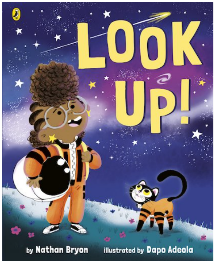 LOOK
UP!
by Nathan Bryon
illustrated by Dapo Adeola